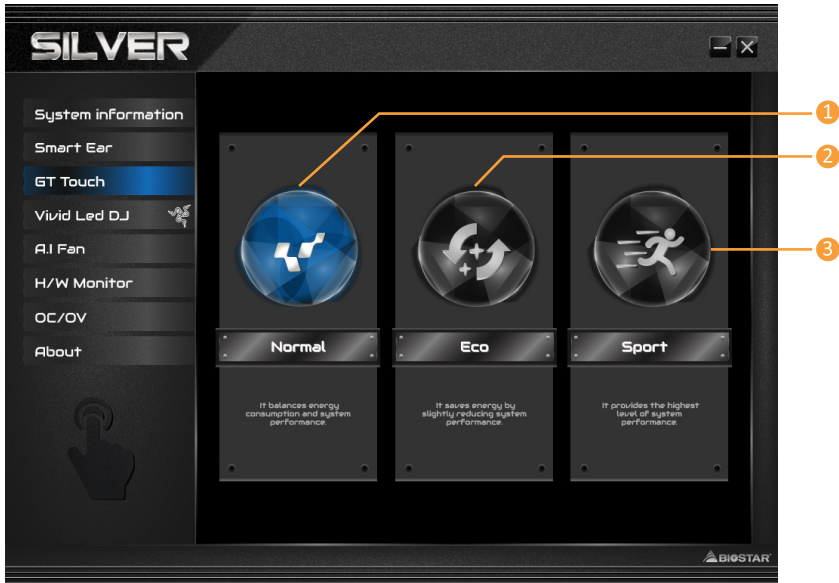 SILVER
System information
Smart Ear
GT Touch
Vivid Led DJ
A.I Fan
H/W Monitor
OC/OV
About
1
2
3
Normal
It balances energy
consumption and system
performance.
Eco
It saves energy by
slightly reducing system
performance.
Sport
It provides the highest
level of system
performance.
BIOSTAR